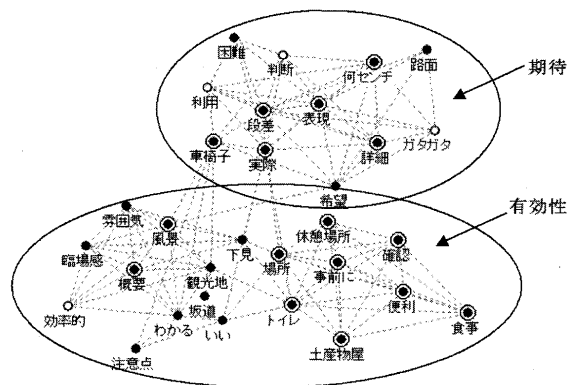 困難
判断
何センチ
路面
期待
利用
段差
表現
ガタガタ
車椅子
実際
詳細
希望
雰囲気
風景
休憩場所
有効性
臨場感
下見
場所
確認
概要
観光地
事前に
効率的
坂道
トイレ
便利
わかる
いい
食事
注意点
土産物屋